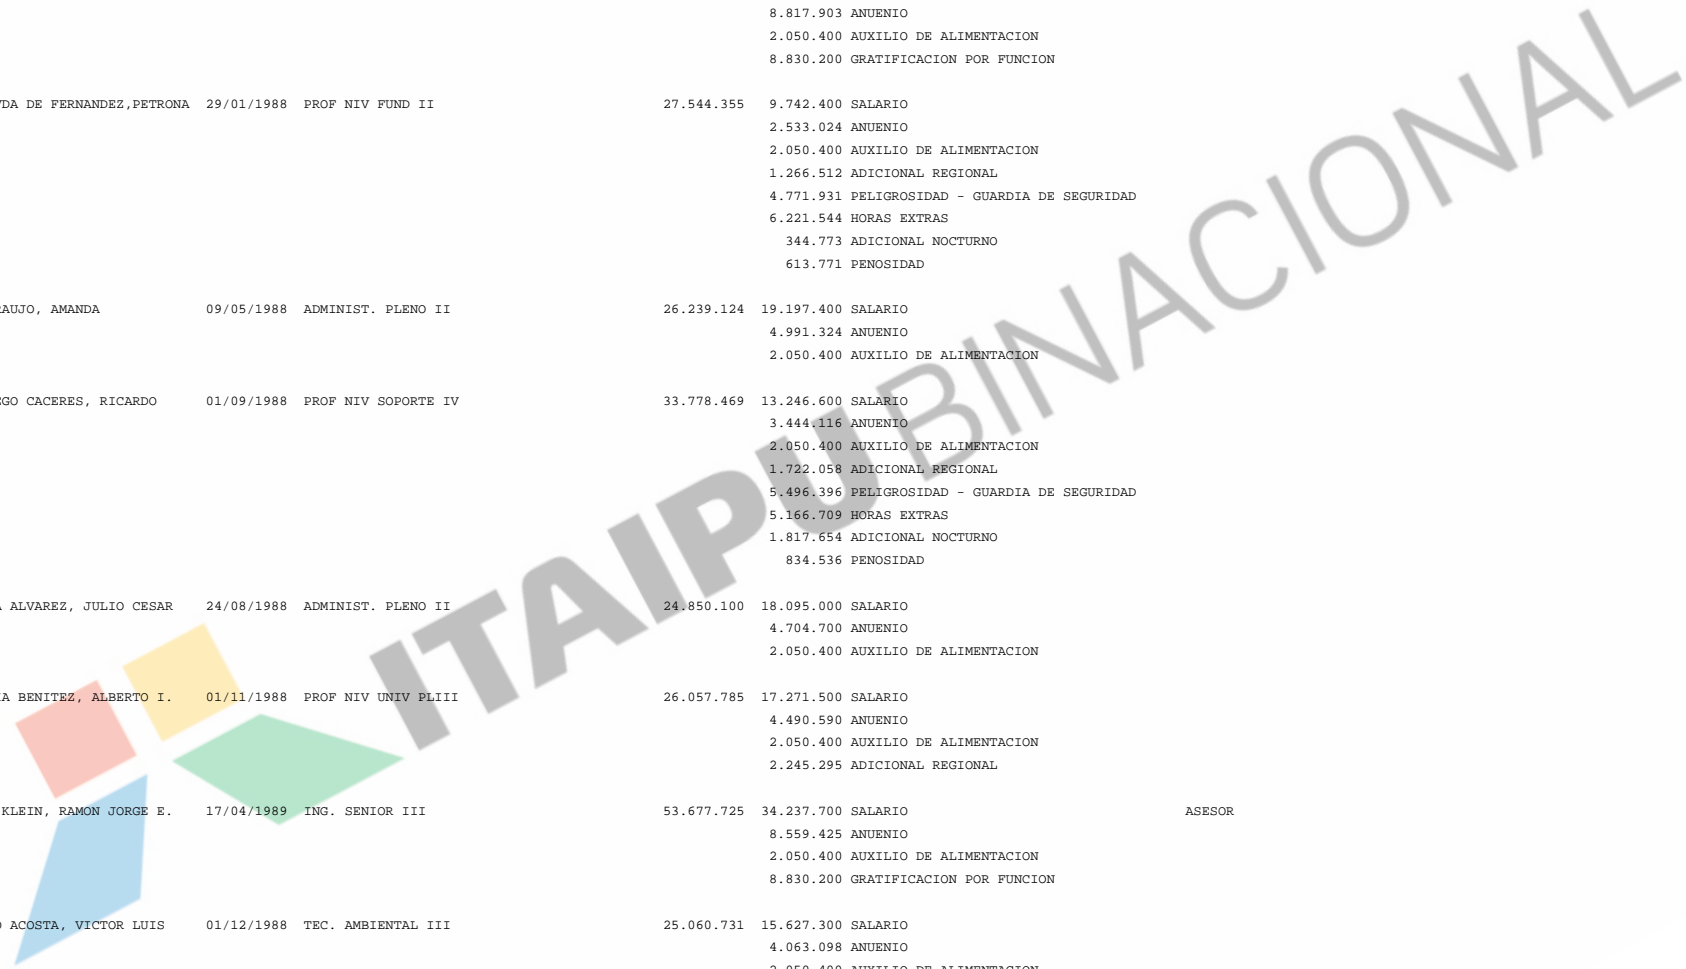 8.817.903 ANUENIO
2.050.400 AUXILIO DE ALIMENTACION
8.830.200 GRATIFICACION POR FUNCION
VDA DE FERNANDEZ,PETRONA 29/01/1988 PROF NIV FUND II 27.544.355 9.742.400 SALARIO
2.533.024 ANUENIO
2.050.400 AUXILIO DE ALIMENTACION
1.266.512 ADICIONAL REGIONAL
4.771.931 PELIGROSIDAD - GUARDIA DE SEGURIDAD
6.221.544 HORAS EXTRAS
344.773 ADICIONAL NOCTURNO
613.771 PENOSIDAD
RAUJO, AMANDA 09/05/1988 ADMINIST. PLENO II 26.239.124 19.197.400 SALARIO
4.991.324 ANUENIO
2.050.400 AUXILIO DE ALIMENTACION
EGO CACERES, RICARDO 01/09/1988 PROF NIV SOPORTE IV 33.778.469 13.246.600 SALARIO
3.444.116 ANUENIO
2.050.400 AUXILIO DE ALIMENTACION
1.722.058 ADICIONAL REGIONAL
5.496.396 PELIGROSIDAD - GUARDIA DE SEGURIDAD
5.166.709 HORAS EXTRAS
1.817.654 ADICIONAL NOCTURNO
834.536 PENOSIDAD
A ALVAREZ, JULIO CESAR 24/08/1988 ADMINIST. PLENO II 24.850.100 18.095.000 SALARIO
4.704.700 ANUENIO
2.050.400 AUXILIO DE ALIMENTACION
IA BENITEZ, ALBERTO I. 01/11/1988 PROF NIV UNIV PLIII 26.057.785 17.271.500 SALARIO
4.490.590 ANUENIO
2.050.400 AUXILIO DE ALIMENTACION
2.245.295 ADICIONAL REGIONAL
KLEIN, RAMON JORGE E. 17/04/1989 ING. SENIOR III 53.677.725 34.237.700 SALARIO ASESOR
8.559.425 ANUENIO
2.050.400 AUXILIO DE ALIMENTACION
8.830.200 GRATIFICACION POR FUNCION
O ACOSTA, VICTOR LUIS 01/12/1988 TEC. AMBIENTAL III 25.060.731 15.627.300 SALARIO
4.063.098 ANUENIO
2.050.400 AUXILIO DE ALIMENTACION
ITAIPU BINACIONAL